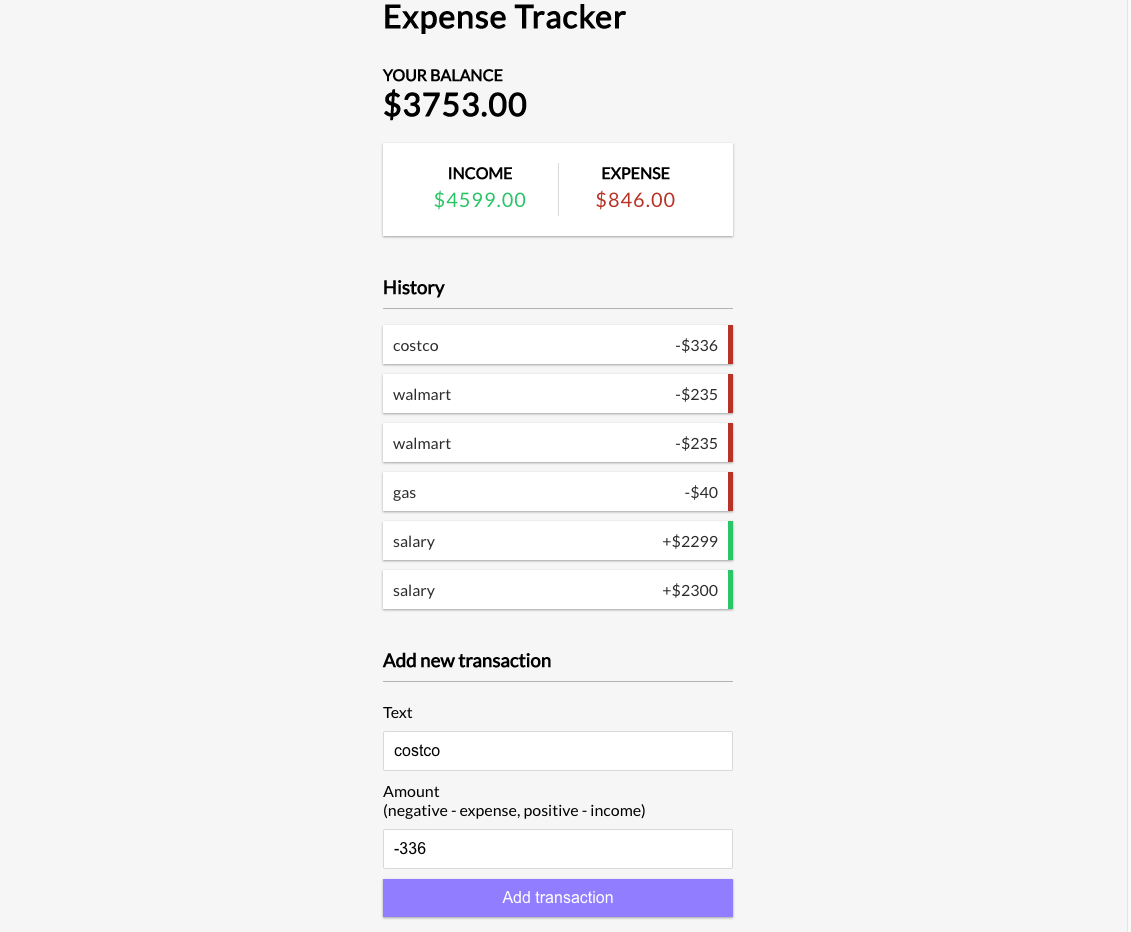 Expense Tracker
YOUR BALANCE
$3753.00
INCOME EXPENSE
$4599.00 $846.00
History
costco -$336
walmart -$235
walmart -$235
gas -$40
salary +$2299
salary +$2300
Add new transaction
Text
costco
Amount
(negative - expense, positive - income)
-336
Add transaction